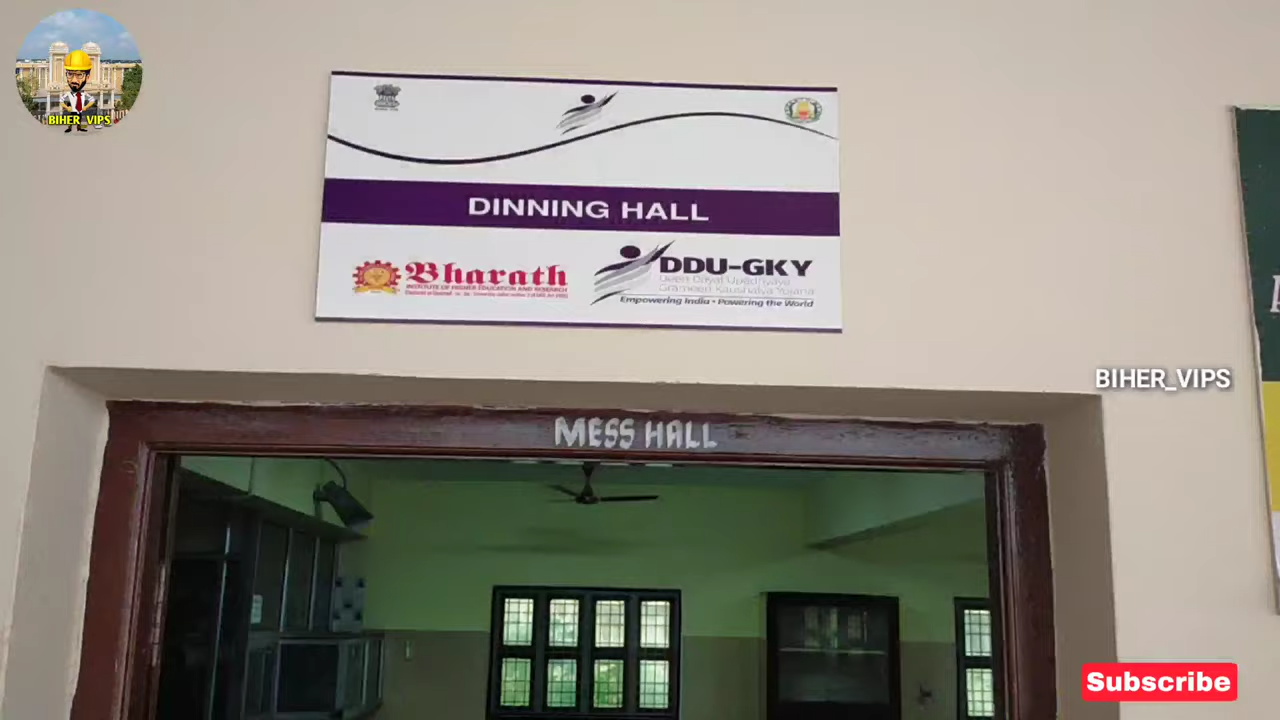 BIHER_VIPS
DINNING HALL
Bharath
INSTITUTE OF HIGHER EDUCATION AND RESEARCH
DDU-GKY
Deen Dayal Upadhyaya
Grameen Kaushalya Yojana
Empowering India • Powering the World
BIHER_VIPS
MESS HALL
Subscribe